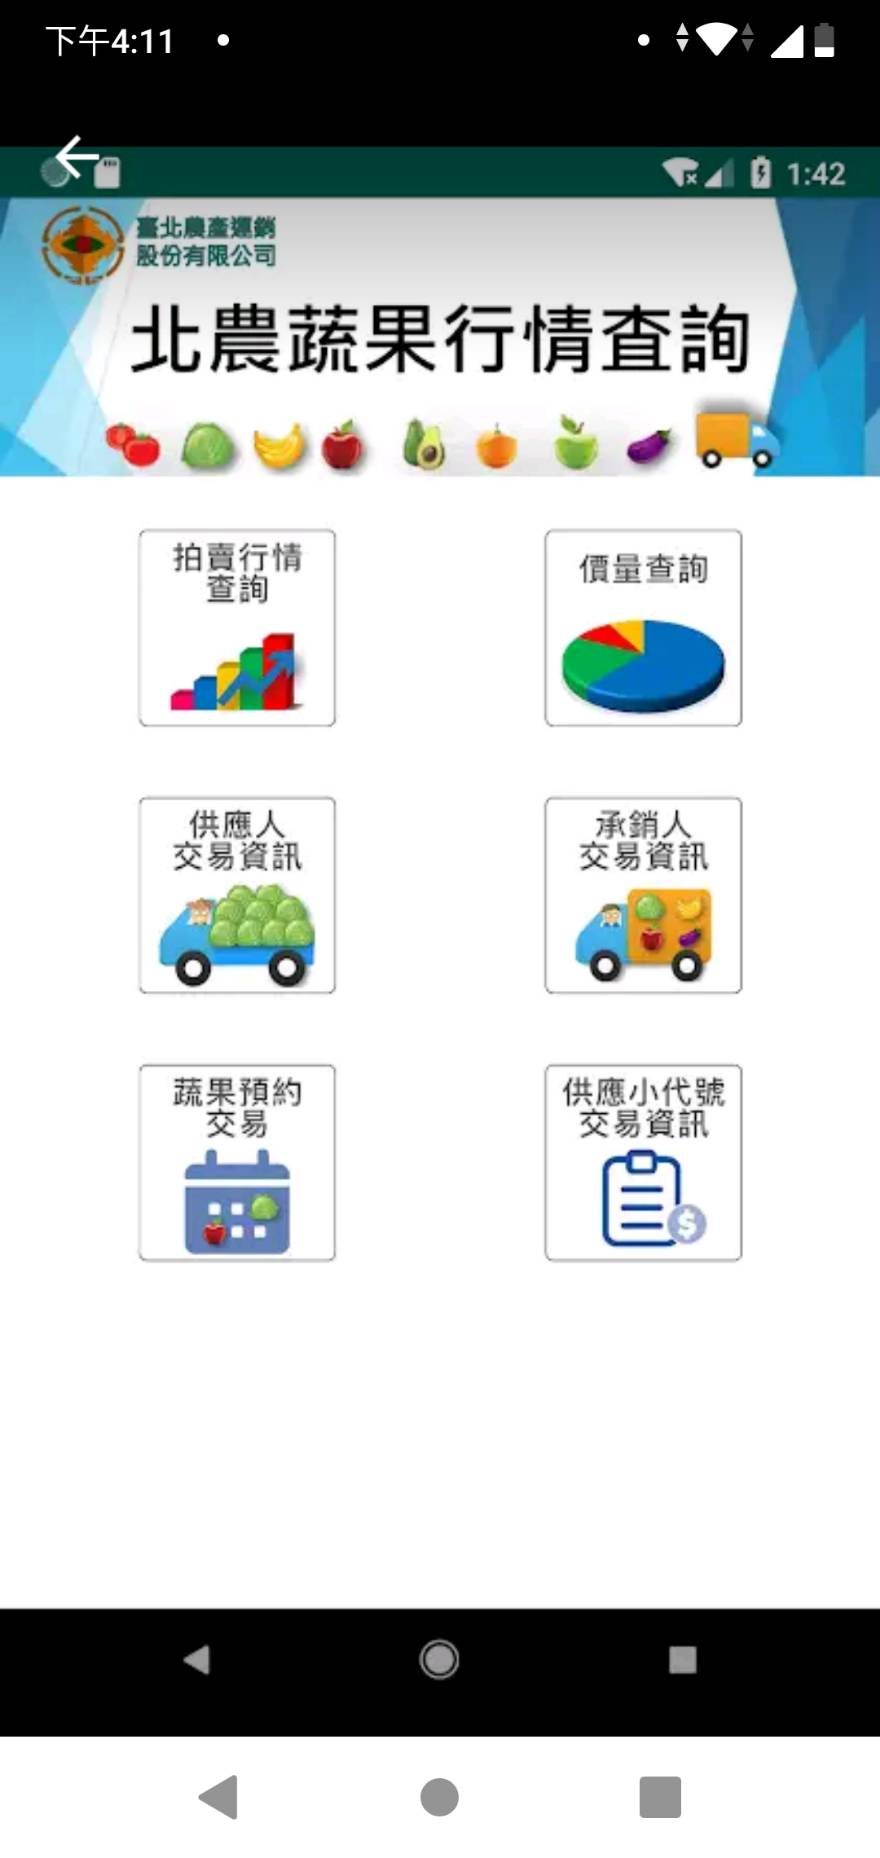 下午4:11
1:42
臺北農產運銷
股份有限公司
北農蔬果行情查詢
拍賣行情
查詢
價量查詢
供應人
交易資訊
承銷人
交易資訊
蔬果預約
交易
供應小代號
交易資訊
$